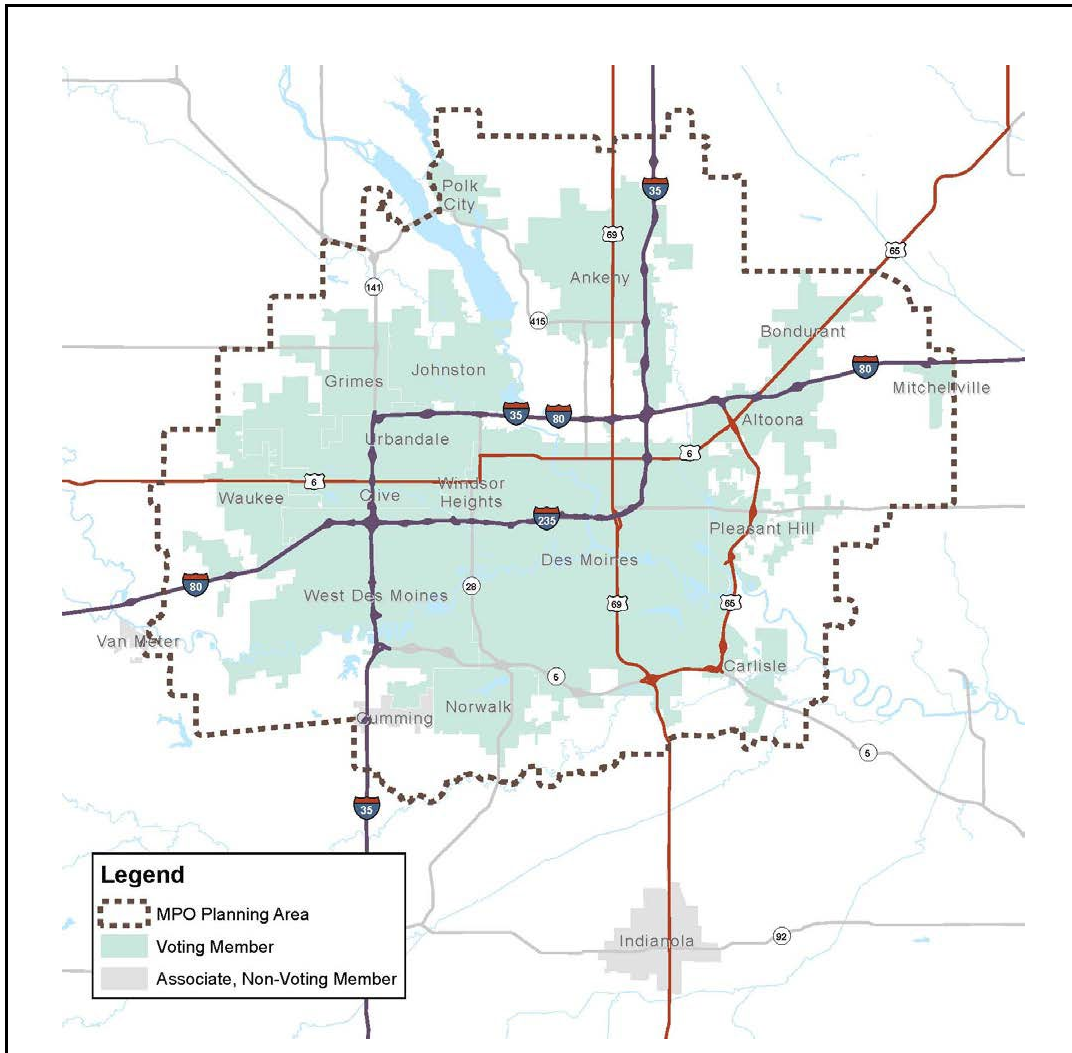 Polk
City
35
69
65
Ankeny
141
415
Bondurant
80
Johnston
Grimes
Mitchellville
35
80
Altoona
Urbandale
6
6
Windsor
Heights
Waukee
Clive
235
Pleasant Hill
Des Moines
80
28
West Des Moines
69
65
Van Meter
Carlisle
5
Norwalk
Cumming
5
35
Legend
MPO Planning Area
Voting Member
Associate, Non-Voting Member
Indianola
92